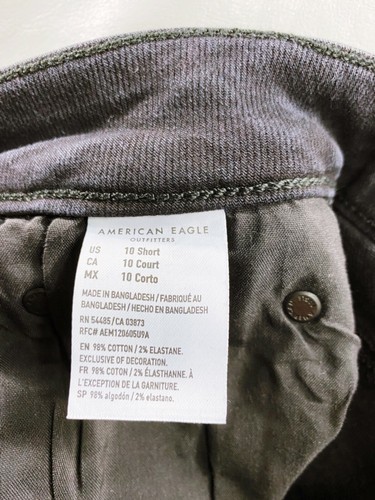 AMERICAN EAGLE
OUTFITTERS
US 10 Short
CA 10 Court
MX 10 Corto
MADE IN BANGLADESH / FABRIQUÉ AU
BANGLADESH / HECHO EN BANGLADESH
RN 54485/CA 03873
RFC# AEM120605U9A
EN 98% COTTON / 2% ELASTANE.
EXCLUSIVE OF DECORATION.
FR 98% COTON / 2% ÉLASTHANNE. À
L'EXCEPTION DE LA GARNITURE.
SP 98% algodón / 2% ELASTANE.